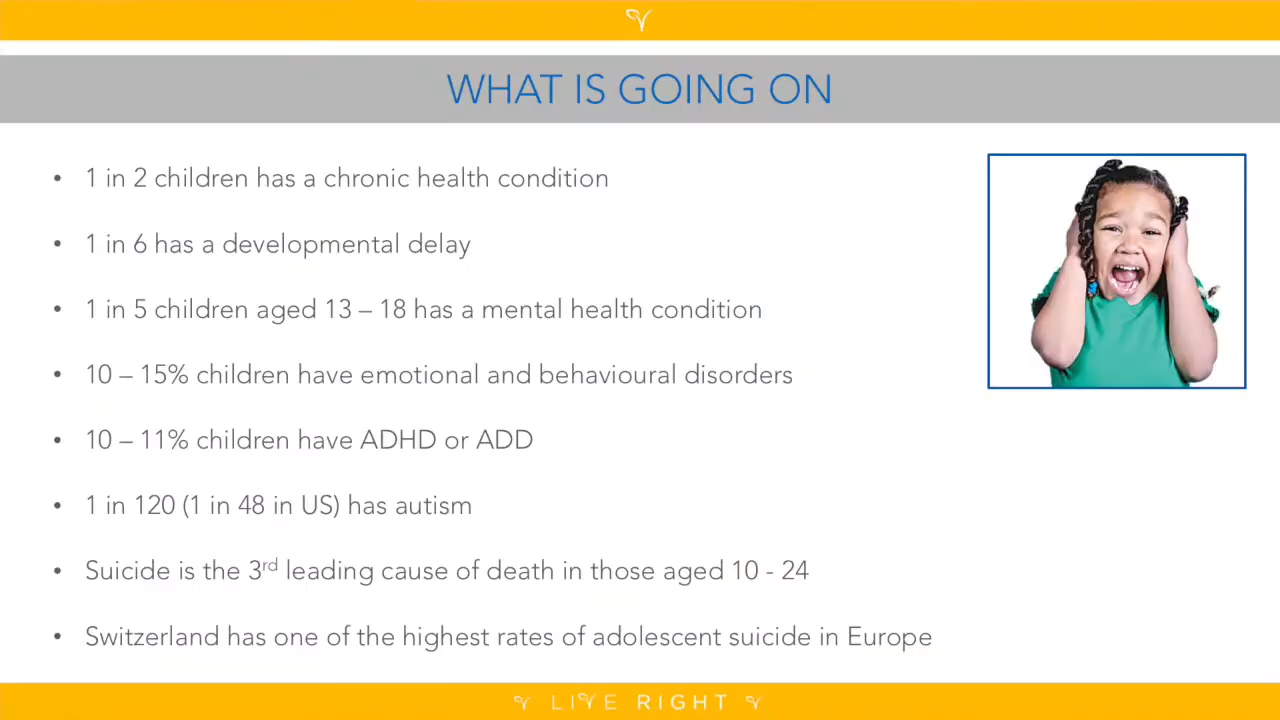 WHAT IS GOING ON
• 1 in 2 children has a chronic health condition
• 1 in 6 has a developmental delay
• 1 in 5 children aged 13 – 18 has a mental health condition
• 10 – 15% children have emotional and behavioural disorders
• 10 – 11% children have ADHD or ADD
• 1 in 120 (1 in 48 in US) has autism
• Suicide is the 3rd leading cause of death in those aged 10 - 24
• Switzerland has one of the highest rates of adolescent suicide in Europe
LIVE RIGHT